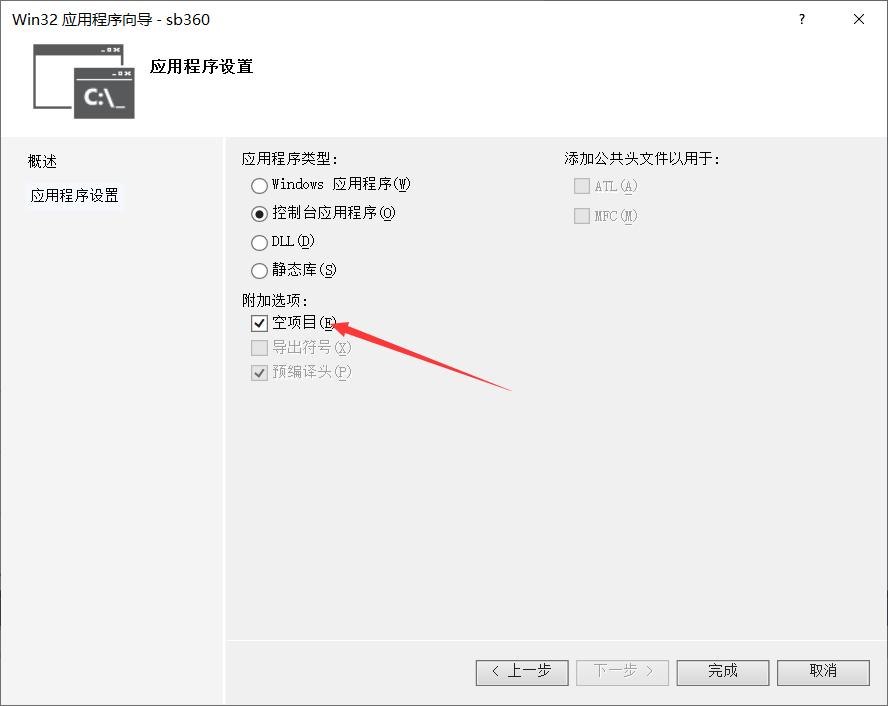 Win32 应用程序向导 - sb360
?
应用程序设置
C:\_
概述
应用程序设置
应用程序类型:
Windows 应用程序(W)
控制台应用程序(O)
DLL(D)
静态库(S)
附加选项:
空项目(E)
导出符号(X)
预编译头(P)
添加公共头文件以用于:
ATL(A)
MFC(M)
< 上一步
下一步 >
完成
取消